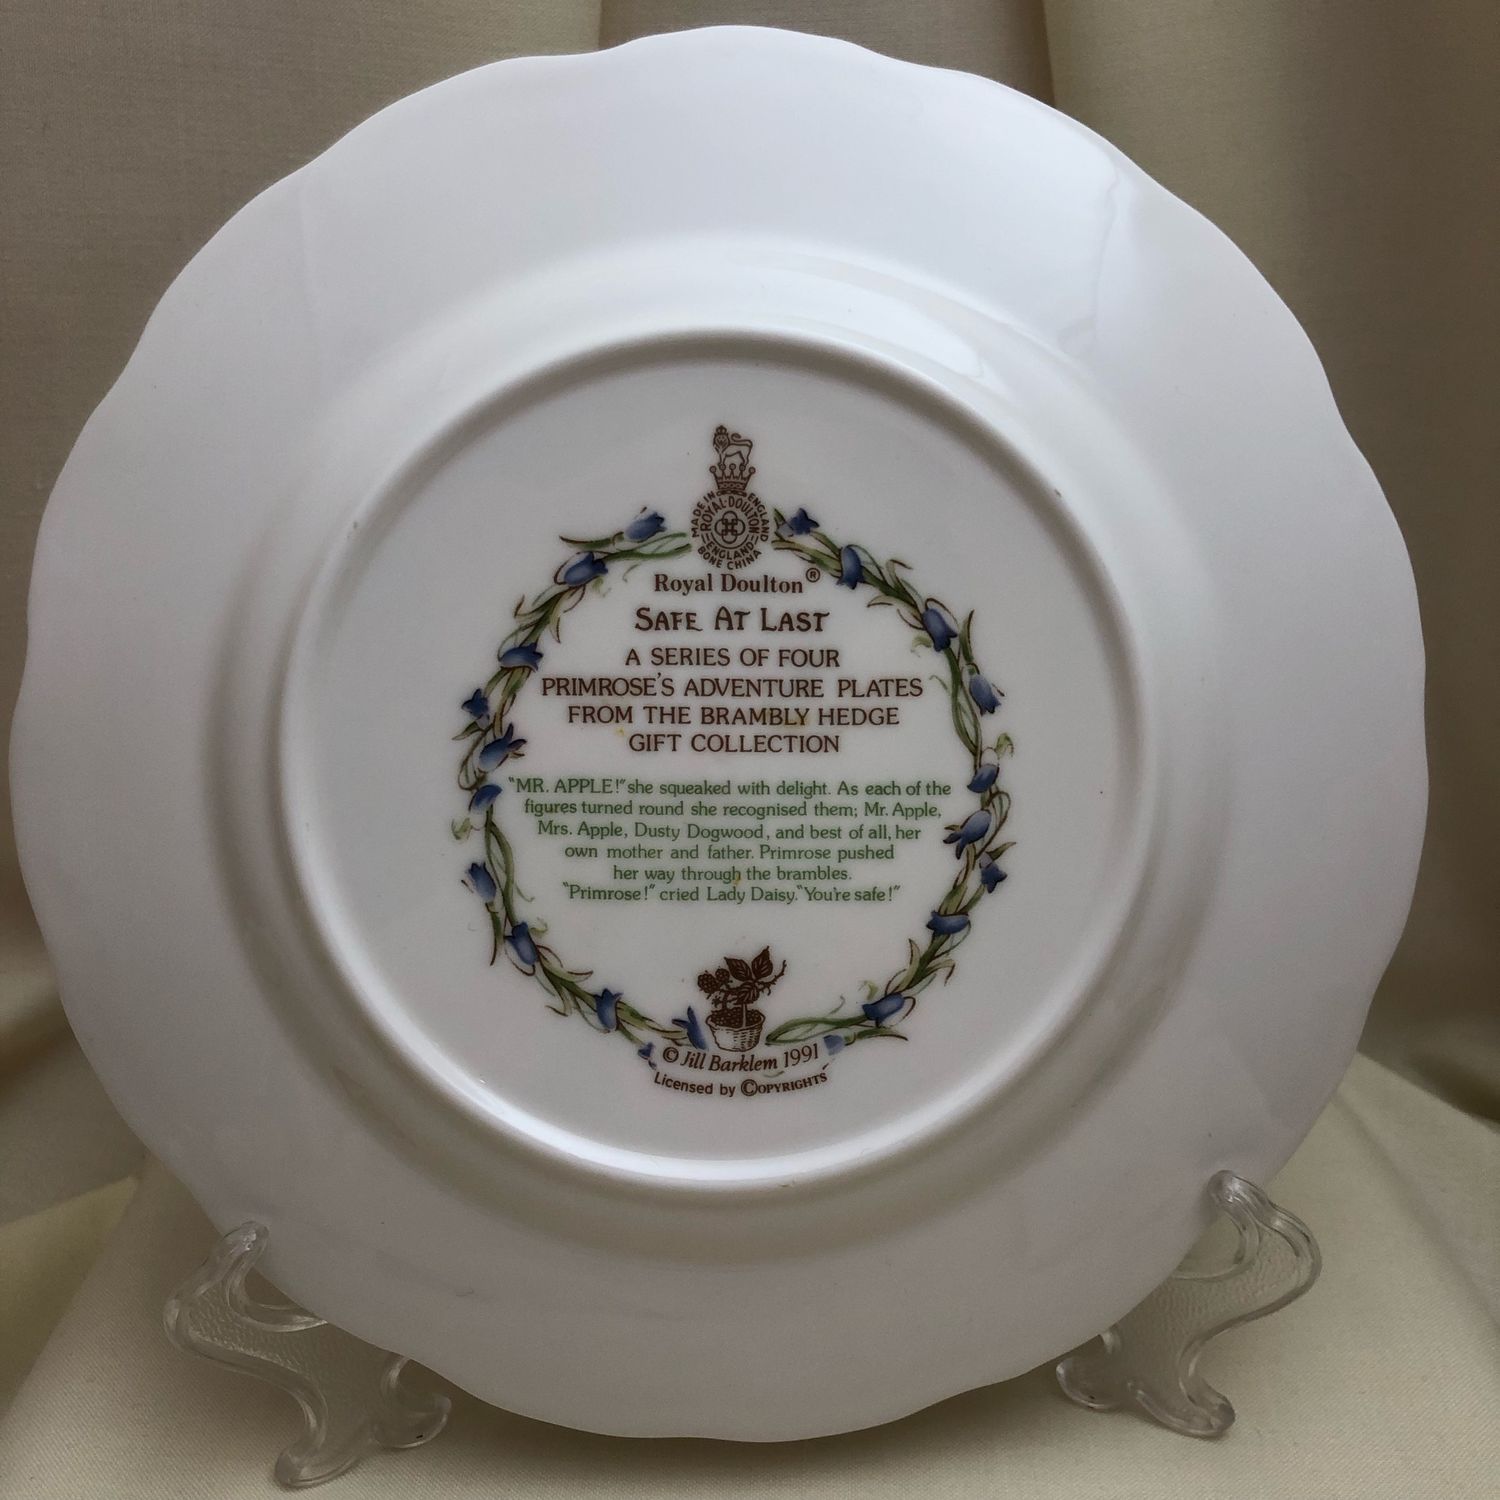 MADE IN ENGLAND
ROYAL·DOULTON
ENGLAND
BONE CHINA
Royal Doulton®
SAFE AT LAST
A SERIES OF FOUR
PRIMROSE'S ADVENTURE PLATES
FROM THE BRAMBLY HEDGE
GIFT COLLECTION
"MR. APPLE!" she squeaked with delight. As each of the
figures turned round she recognised them; Mr. Apple,
Mrs. Apple, Dusty Dogwood, and best of all, her
own mother and father. Primrose pushed
her way through the brambles.
"Primrose!" cried Lady Daisy. "You're safe!"
© Jill Barklem 1991
Licensed by COPYRIGHTS